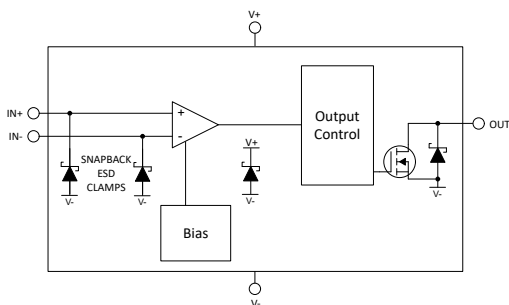 V+
IN+
IN-
+
-
SNAPBACK
ESD
CLAMPS
V-
V-
V+
V-
Bias
Output
Control
OUT
V-
V-